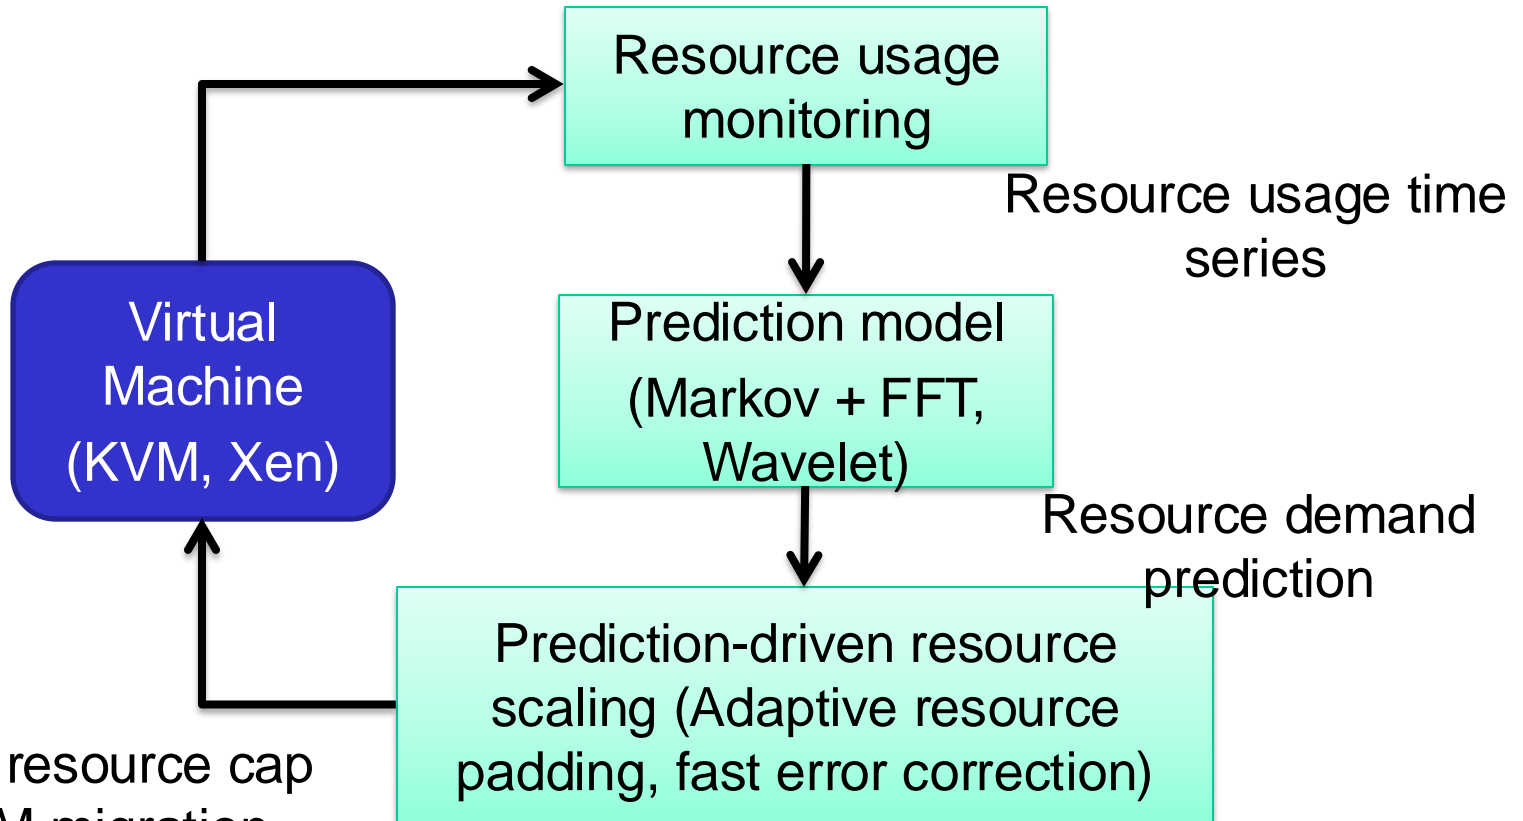 Resource usage
monitoring
Resource usage time
series
Virtual
Machine
(KVM, Xen)
Prediction model
(Markov + FFT,
Wavelet)
Resource demand
prediction
Prediction-driven resource
scaling (Adaptive resource
padding, fast error correction)
resource cap
migration